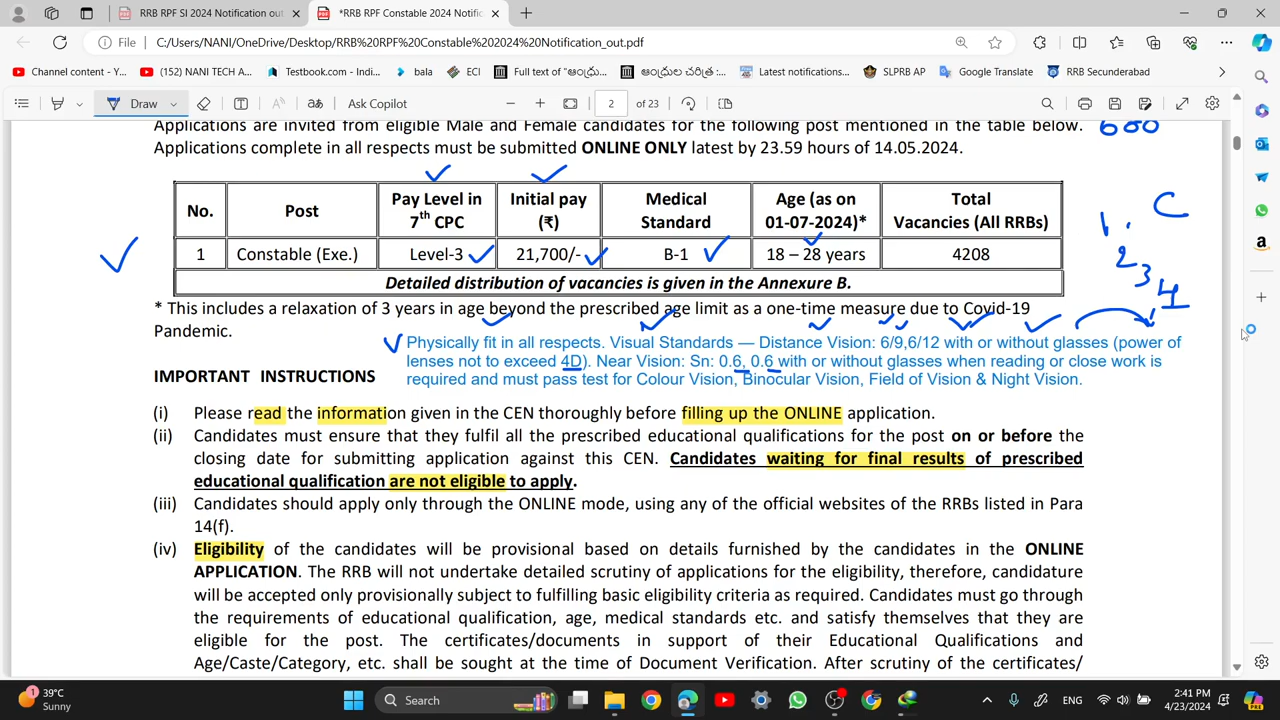 RRB RPF SI 2024 Notification out
*RRB RPF Constable 2024 Notific
File C:/Users/NANI/OneDrive/Desktop/RRB%20RPF%20Constable%202024%20Notification_out.pdf
Channel content - Y... (152) NANI TECH A... Testbook.com - Indi... bala ECI Full text of "ఆంధ్రు... ఆంధ్రుల చరిత్ర :... Latest notifications... SLPRB AP Google Translate RRB Secunderabad
Draw Ask Copilot 2 of 23
Applications are invited from eligible Male and Female candidates for the following post mentioned in the table below.
680
Applications complete in all respects must be submitted ONLINE ONLY latest by 23.59 hours of 14.05.2024.
No. Post Pay Level in 7th CPC Initial pay (₹) Medical Standard Age (as on 01-07-2024)* Total Vacancies (All RRBs)
1 Constable (Exe.) Level-3 21,700/- B-1 18 – 28 years 4208
Detailed distribution of vacancies is given in the Annexure B.
1. C
2
3
4
* This includes a relaxation of 3 years in age beyond the prescribed age limit as a one-time measure due to Covid-19
Pandemic.
Physically fit in all respects. Visual Standards — Distance Vision: 6/9,6/12 with or without glasses (power of
lenses not to exceed 4D). Near Vision: Sn: 0.6, 0.6 with or without glasses when reading or close work is
required and must pass test for Colour Vision, Binocular Vision, Field of Vision & Night Vision.
IMPORTANT INSTRUCTIONS
(i) Please read the information given in the CEN thoroughly before filling up the ONLINE application.
(ii) Candidates must ensure that they fulfil all the prescribed educational qualifications for the post on or before the
closing date for submitting application against this CEN. Candidates waiting for final results of prescribed
educational qualification are not eligible to apply.
(iii) Candidates should apply only through the ONLINE mode, using any of the official websites of the RRBs listed in Para
14(f).
(iv) Eligibility of the candidates will be provisional based on details furnished by the candidates in the ONLINE
APPLICATION. The RRB will not undertake detailed scrutiny of applications for the eligibility, therefore, candidature
will be accepted only provisionally subject to fulfilling basic eligibility criteria as required. Candidates must go through
the requirements of educational qualification, age, medical standards etc. and satisfy themselves that they are
eligible for the post. The certificates/documents in support of their Educational Qualifications and
Age/Caste/Category, etc. shall be sought at the time of Document Verification. After scrutiny of the certificates/
39°C
Sunny
Search
ENG
2:41 PM
4/23/2024